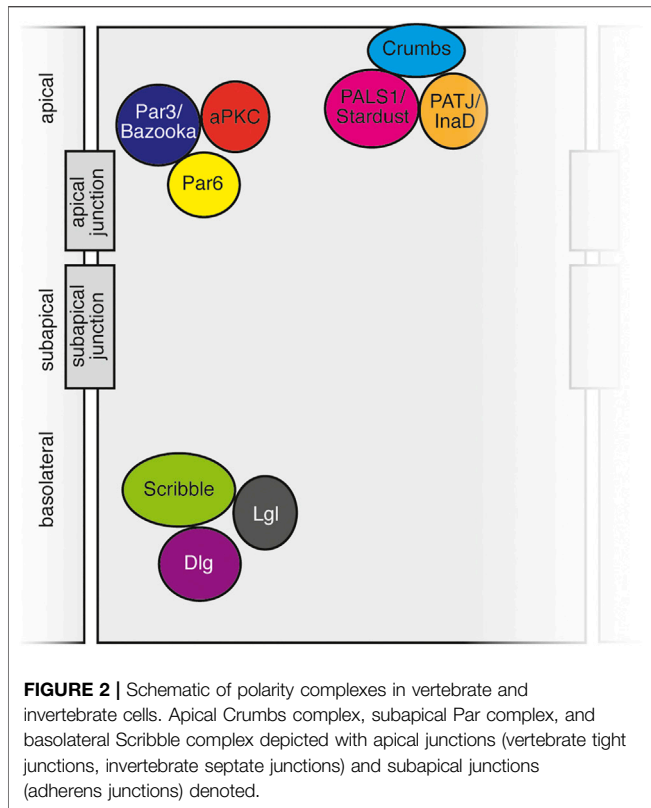 apical
Crumbs
PALS1/
Stardust
PATJ/
InaD
Par3/
Bazooka
aPKC
Par6
apical
junction
subapical
subapical
junction
basolateral
Scribble
Lgl
Dlg
FIGURE 2 | Schematic of polarity complexes in vertebrate and
invertebrate cells. Apical Crumbs complex, subapical Par complex, and
basolateral Scribble complex depicted with apical junctions (vertebrate tight
junctions, invertebrate septate junctions) and subapical junctions
(adherens junctions) denoted.